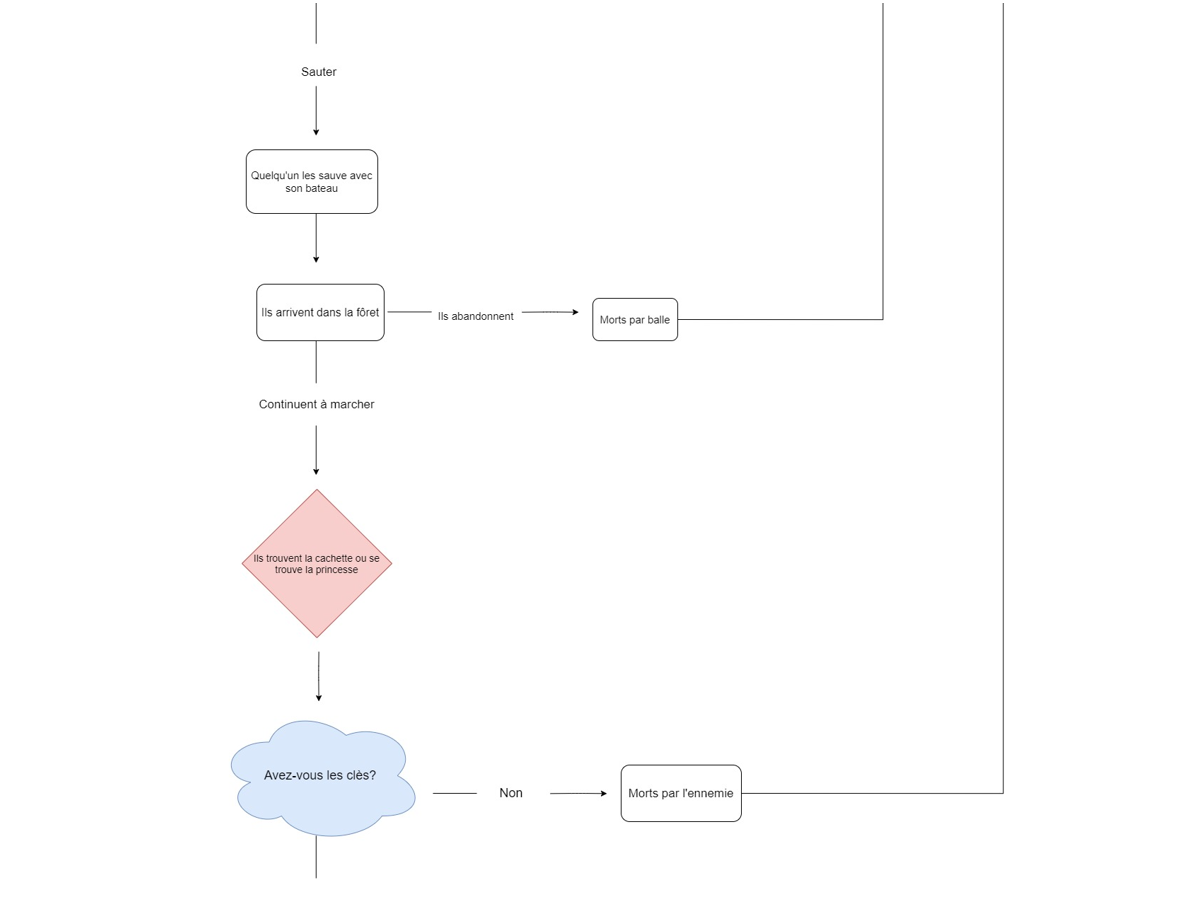 Sauter
Quelqu'un les sauve avec
son bateau
Ils arrivent dans la fôret
Ils abandonnent
Morts par balle
Continuent à marcher
Ils trouvent la cachette ou se
trouve la princesse
Avez-vous les clès?
Non
Morts par l'ennemie